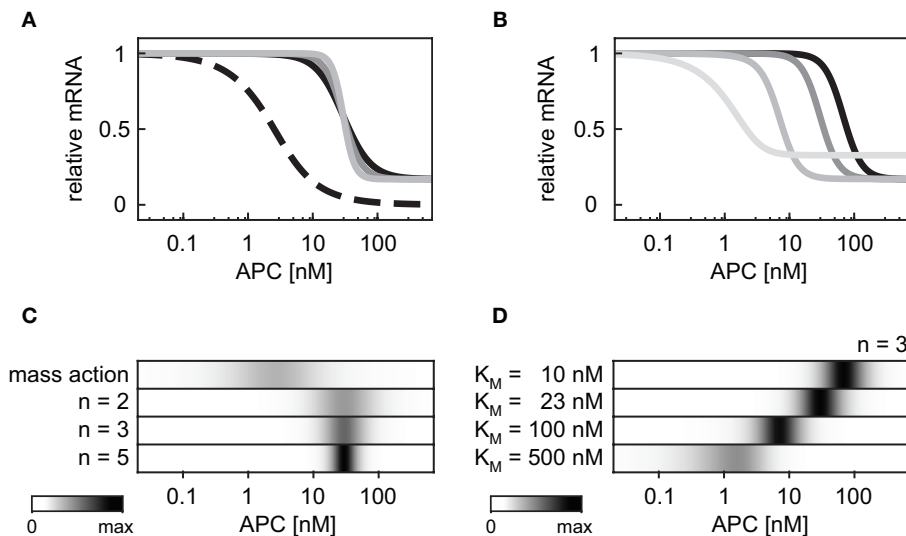 A
B
relative mRNA
1
0.5
0
0.1 1 10 100
APC [nM]
relative mRNA
1
0.5
0
0.1 1 10 100
APC [nM]
C
D
mass action
n = 2
n = 3
n = 5
0.1 1 10 100
APC [nM]
0 max
n = 3
K_M = 10 nM
K_M = 23 nM
K_M = 100 nM
K_M = 500 nM
0.1 1 10 100
APC [nM]
0 max